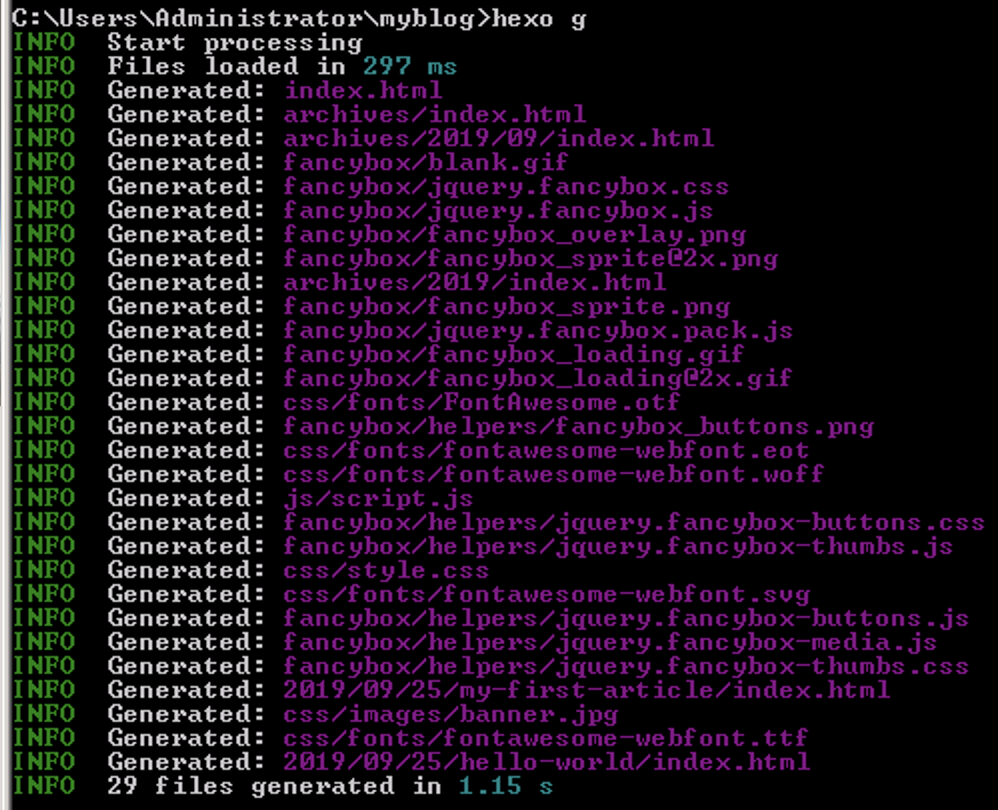 C:\Users\Administrator\myblog>hexo g
INFO  Start processing
INFO  Files loaded in 297 ms
INFO  Generated: index.html
INFO  Generated: archives/index.html
INFO  Generated: archives/2019/09/index.html
INFO  Generated: fancybox/blank.gif
INFO  Generated: fancybox/jquery.fancybox.css
INFO  Generated: fancybox/jquery.fancybox.js
INFO  Generated: fancybox/fancybox_overlay.png
INFO  Generated: fancybox/fancybox_sprite@2x.png
INFO  Generated: archives/2019/index.html
INFO  Generated: fancybox/fancybox_sprite.png
INFO  Generated: fancybox/jquery.fancybox.pack.js
INFO  Generated: fancybox/fancybox_loading.gif
INFO  Generated: fancybox/fancybox_loading@2x.gif
INFO  Generated: css/fonts/FontAwesome.otf
INFO  Generated: fancybox/helpers/fancybox_buttons.png
INFO  Generated: css/fonts/fontawesome-webfont.eot
INFO  Generated: css/fonts/fontawesome-webfont.woff
INFO  Generated: js/script.js
INFO  Generated: fancybox/helpers/jquery.fancybox-buttons.css
INFO  Generated: fancybox/helpers/jquery.fancybox-thumbs.js
INFO  Generated: css/style.css
INFO  Generated: css/fonts/fontawesome-webfont.svg
INFO  Generated: fancybox/helpers/jquery.fancybox-buttons.js
INFO  Generated: fancybox/helpers/jquery.fancybox-media.js
INFO  Generated: fancybox/helpers/jquery.fancybox-thumbs.css
INFO  Generated: 2019/09/25/my-first-article/index.html
INFO  Generated: css/images/banner.jpg
INFO  Generated: css/fonts/fontawesome-webfont.ttf
INFO  Generated: 2019/09/25/hello-world/index.html
INFO  29 files generated in 1.15 s